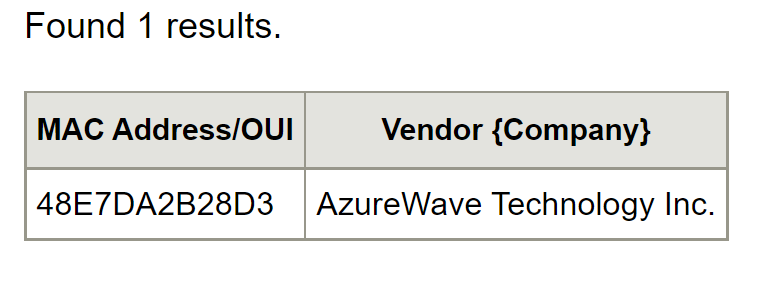 Found 1 results.
MAC Address/OUI Vendor {Company}
48E7DA2B28D3 AzureWave Technology Inc.